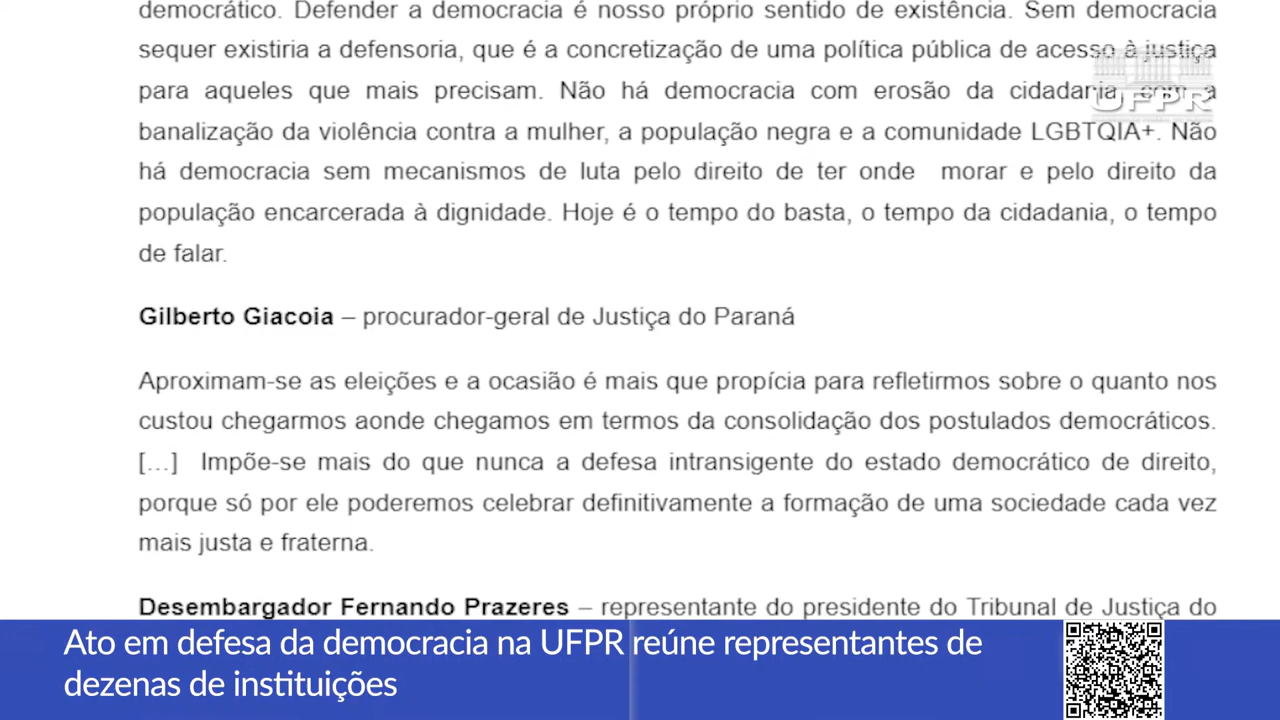 democrático. Defender a democracia é nosso próprio sentido de existência. Sem democracia
sequer existiria a defensoria, que é a concretização de uma política pública de acesso à justiça
para aqueles que mais precisam. Não há democracia com erosão da cidadania, com a
banalização da violência contra a mulher, a população negra e a comunidade LGBTQIA+. Não
há democracia sem mecanismos de luta pelo direito de ter onde morar e pelo direito da
população encarcerada à dignidade. Hoje é o tempo do basta, o tempo da cidadania, o tempo
de falar.
Gilberto Giacoia – procurador-geral de Justiça do Paraná
Aproximam-se as eleições e a ocasião é mais que propícia para refletirmos sobre o quanto nos
custou chegarmos aonde chegamos em termos da consolidação dos postulados democráticos.
[...] Impõe-se mais do que nunca a defesa intransigente do estado democrático de direito,
porque só por ele poderemos celebrar definitivamente a formação de uma sociedade cada vez
mais justa e fraterna.
Desembargador Fernando Prazeres – representante do presidente do Tribunal de Justiça do
UFPR
Ato em defesa da democracia na UFPR reúne representantes de
dezenas de instituições